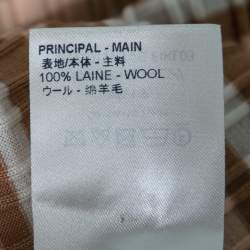 PRINCIPAL - MAIN
表地/本体 - 主料
100% LAINE - WOOL
ウール - 绵羊毛